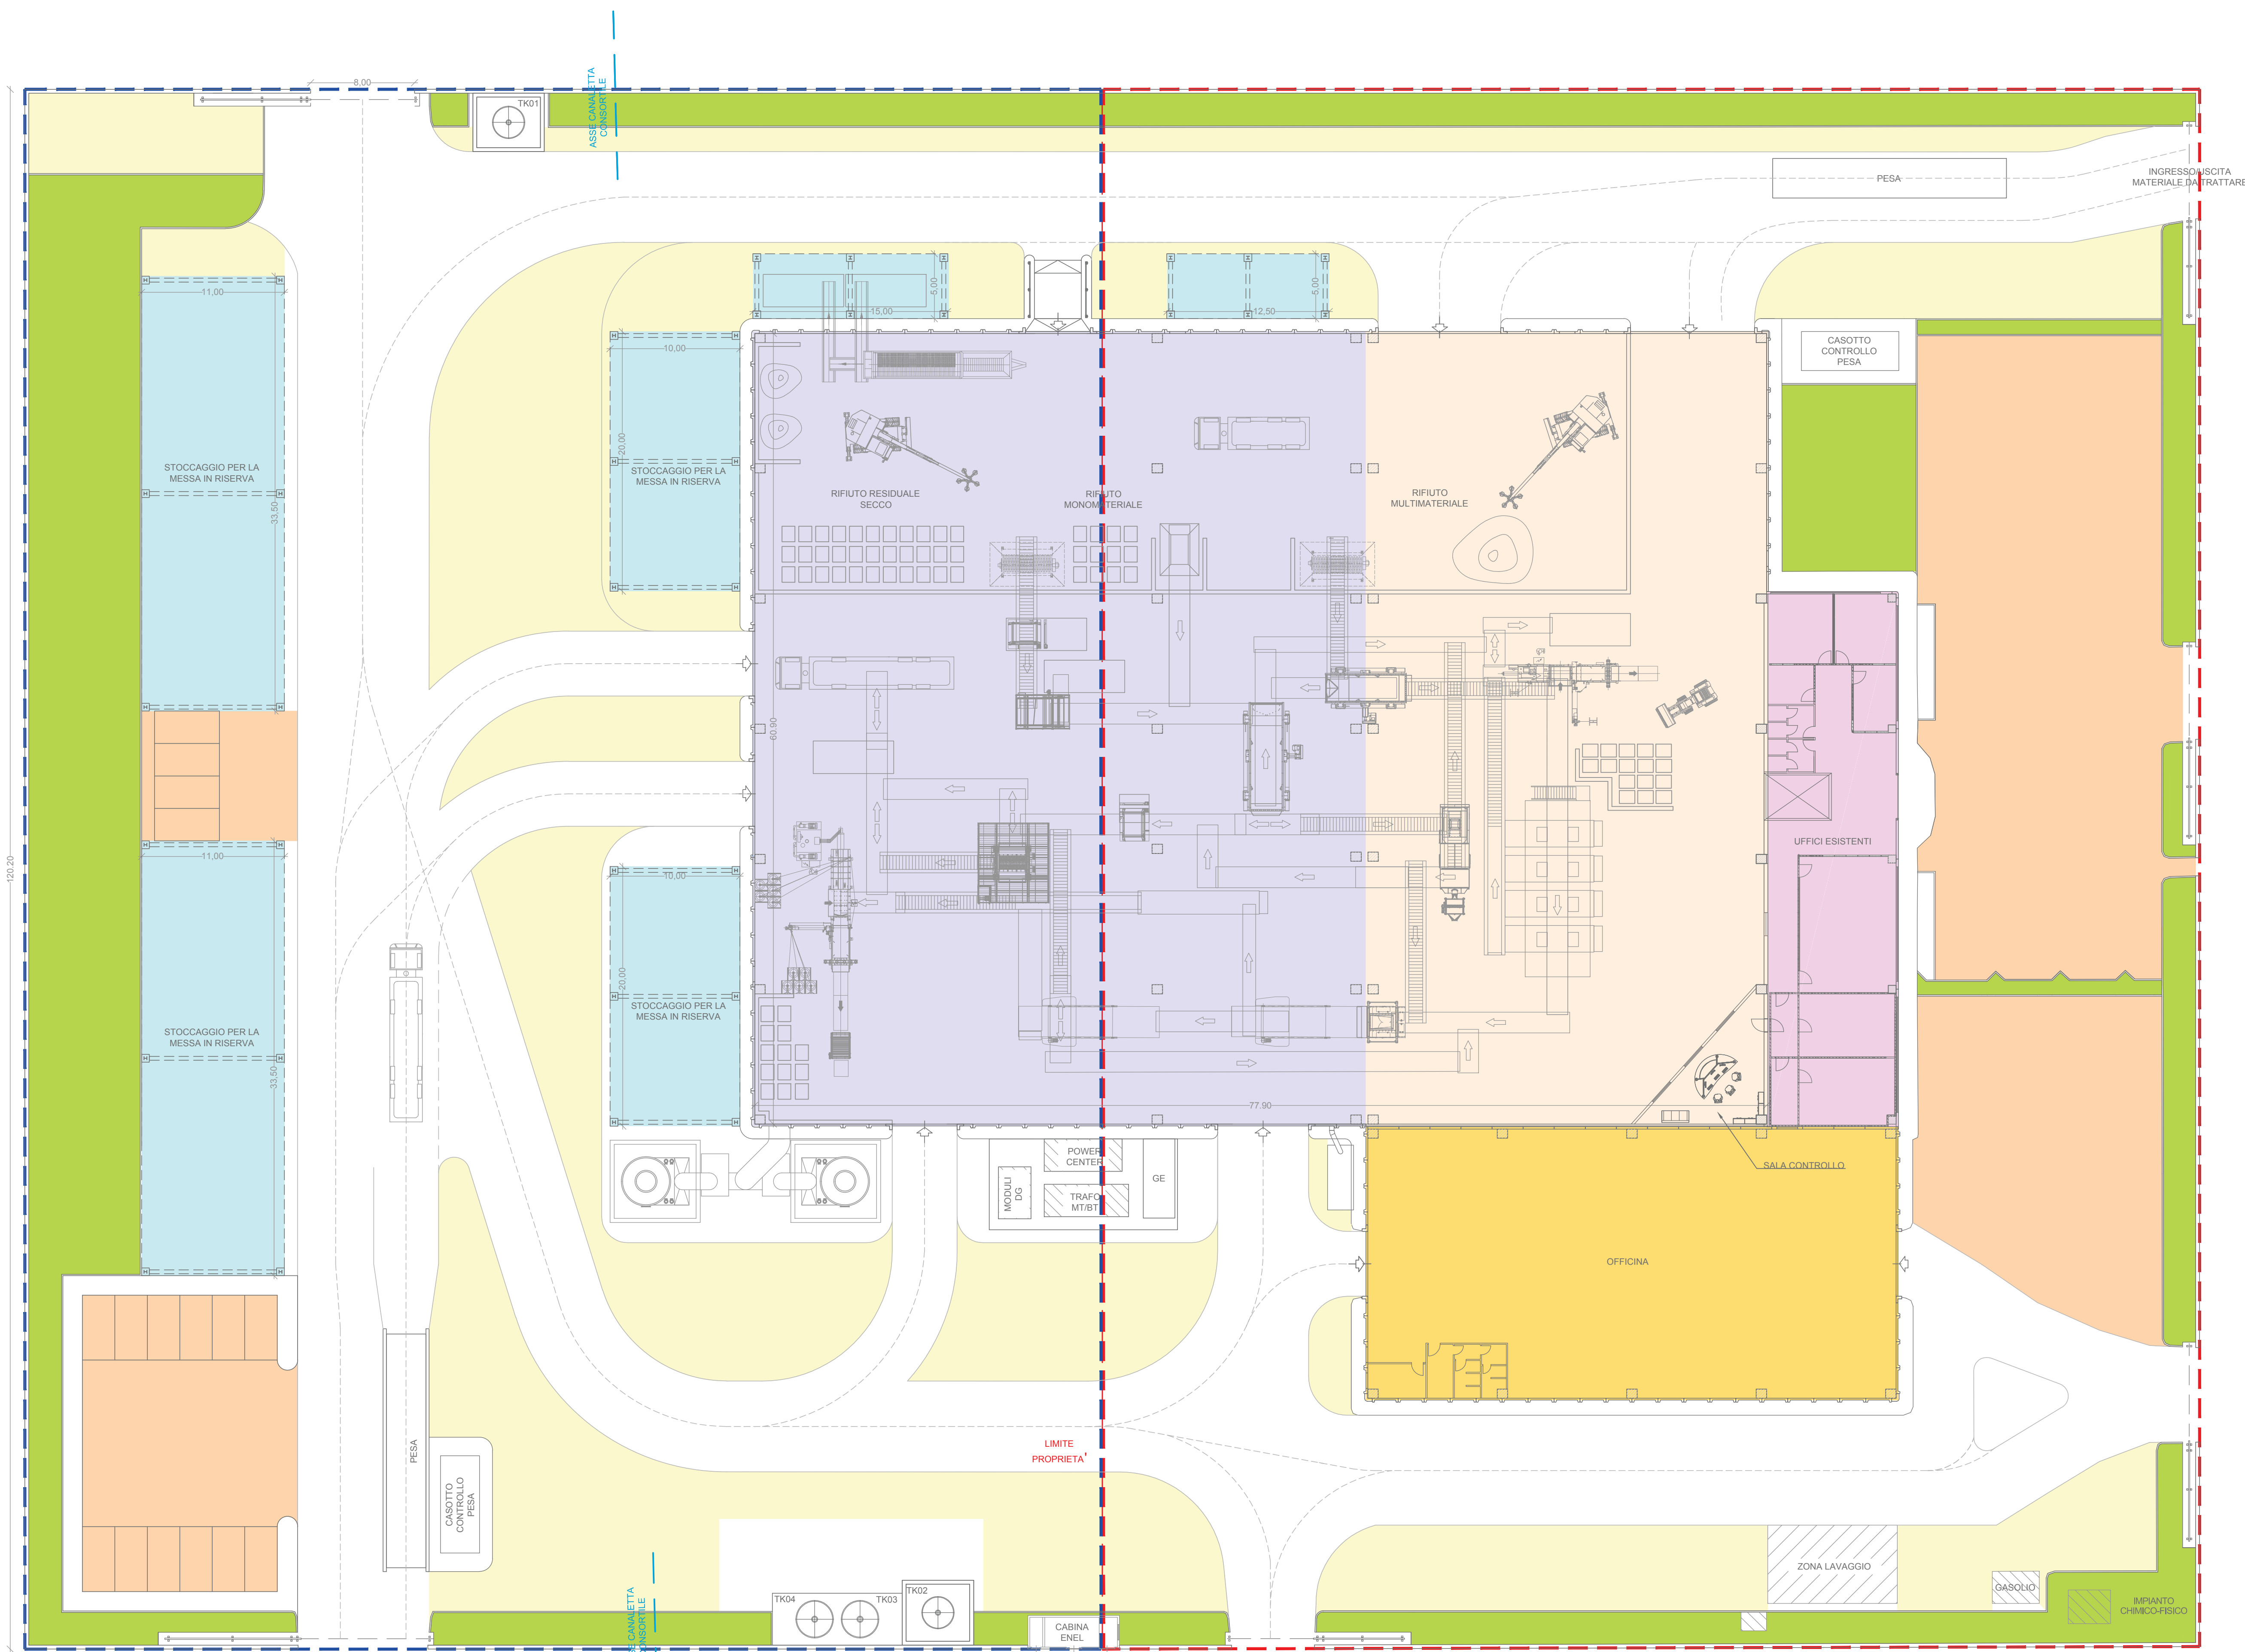 8,00
TK01
ASSE CANALETTA
CONSORTILE
PESA
INGRESSO/USCITA
MATERIALE DA TRATTARE
11,00
15,00
5,00
12,50
5,00
10,00
CASOTTO
CONTROLLO
PESA
STOCCAGGIO PER LA
MESSA IN RISERVA
33,50
20,00
STOCCAGGIO PER LA
MESSA IN RISERVA
RIFIUTO RESIDUALE
SECCO
RIFIUTO
MONOMATERIALE
RIFIUTO
MULTIMATERIALE
60.90
120.20
11,00
10,00
UFFICI ESISTENTI
STOCCAGGIO PER LA
MESSA IN RISERVA
33,50
20,00
STOCCAGGIO PER LA
MESSA IN RISERVA
77.90
POWER
CENTER
MODULI
DG
TRAFO
MT/BT
GE
SALA CONTROLLO
OFFICINA
LIMITE
PROPRIETA'
PESA
CASOTTO
CONTROLLO
PESA
ZONA LAVAGGIO
GASOLIO
IMPIANTO
CHIMICO-FISICO
CANALETTA
CONSORTILE
TK04
TK03
TK02
CABINA
ENEL